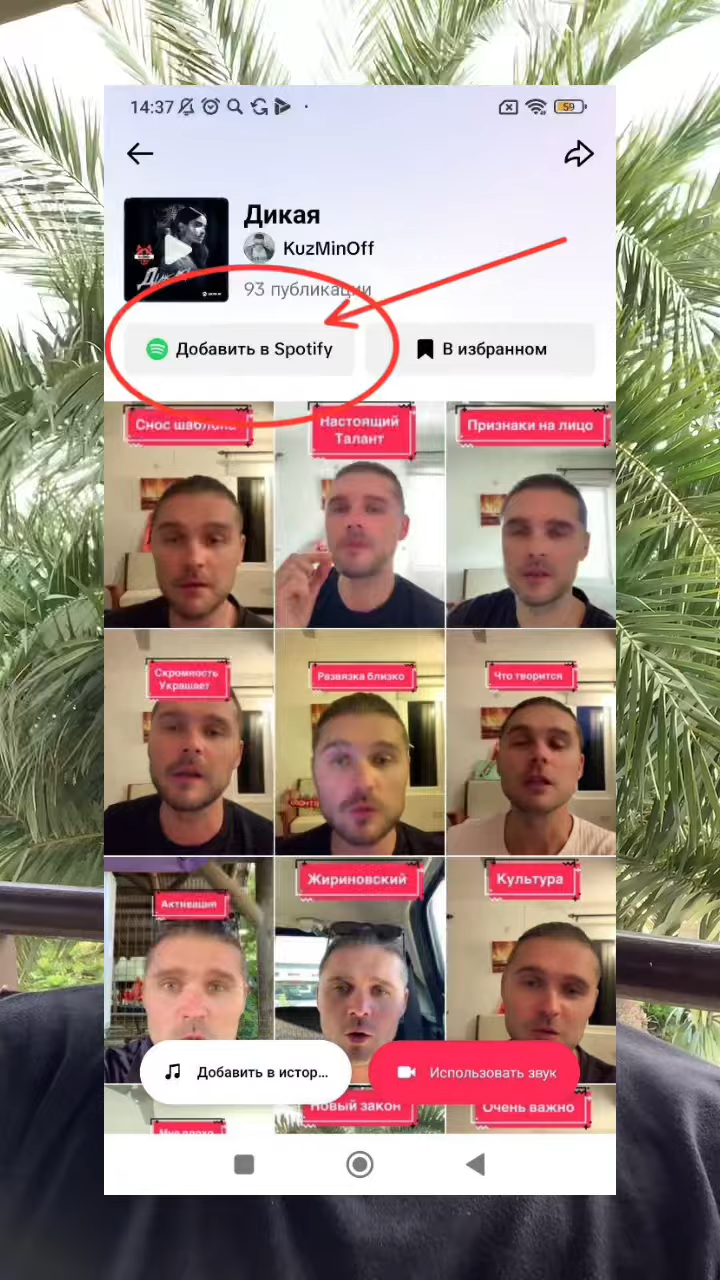 14:37
59
Дикая
KuzMinOff
93 публикации
Добавить в Spotify
В избранном
Снос шаблона
Настоящий
Талант
Признаки на лицо
Скромность
Украшает
Развязка близко
Что творится
Активация
Жириновский
Культура
Добавить в истор...
Использовать звук
Новый закон
Очень важно